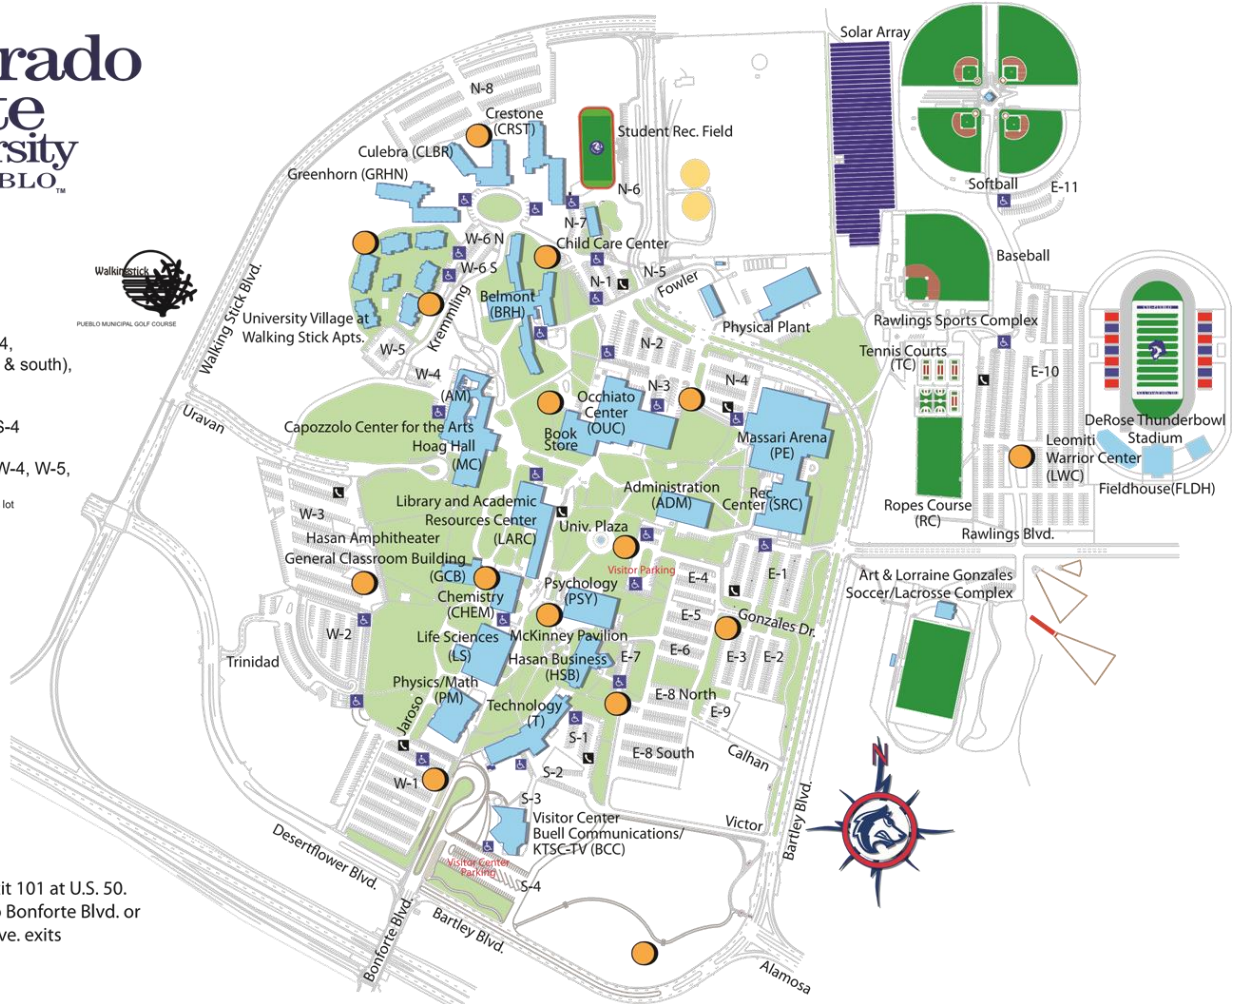 rado
te
rsity
BLO™
Walkingstick
PUEBLO MUNICIPAL GOLF COURSE
4,
& south),
S-4
W-4, W-5,
lot
it 101 at U.S. 50.
o Bonforte Blvd. or
ve. exits
Solar Array
N-8
Crestone
(CRST)
Student Rec. Field
Culebra (CLBR)
Greenhorn (GRHN)
Softball
E-11
N-6
N-7
W-6 N
Child Care Center
Baseball
W-6 S
N-5
N-1
Fowler
Belmont
(BRH)
Walking Stick Blvd.
University Village at
Walking Stick Apts.
Kremmling
Physical Plant
Rawlings Sports Complex
W-5
N-2
Tennis Courts
(TC)
W-4
N-3
N-4
E-10
(AM)
Occhiato
Center
(OUC)
Uravan
Capozzolo Center for the Arts
Hoag Hall
(MC)
Book
Store
Massari Arena
(PE)
DeRose Thunderbowl
Stadium
Leomiti
Warrior Center
(LWC)
Fieldhouse(FLDH)
Administration
(ADM)
Rec
Center
(SRC)
Library and Academic
Resources Center
(LARC)
Ropes Course
(RC)
W-3
Univ. Plaza
Rawlings Blvd.
Hasan Amphitheater
General Classroom Building
(GCB)
Visitor Parking
E-4
E-1
Art & Lorraine Gonzales
Soccer/Lacrosse Complex
Chemistry
(CHEM)
Psychology
(PSY)
E-5
Gonzales Dr.
W-2
Life Sciences
(LS)
McKinney Pavilion
Hasan Business
(HSB)
E-7
E-6
E-3
E-2
Trinidad
Physics/Math
(PM)
Jaroso
Technology
(T)
E-8 North
E-9
S-1
E-8 South
Calhan
N
W-1
S-2
S-3
Visitor Center
Buell Communications/
KTSC-TV (BCC)
Victor
Bartley Blvd.
Desertflower Blvd.
Visitor Center
Parking
S-4
Bonforte Blvd.
Bartley Blvd.
Alamosa